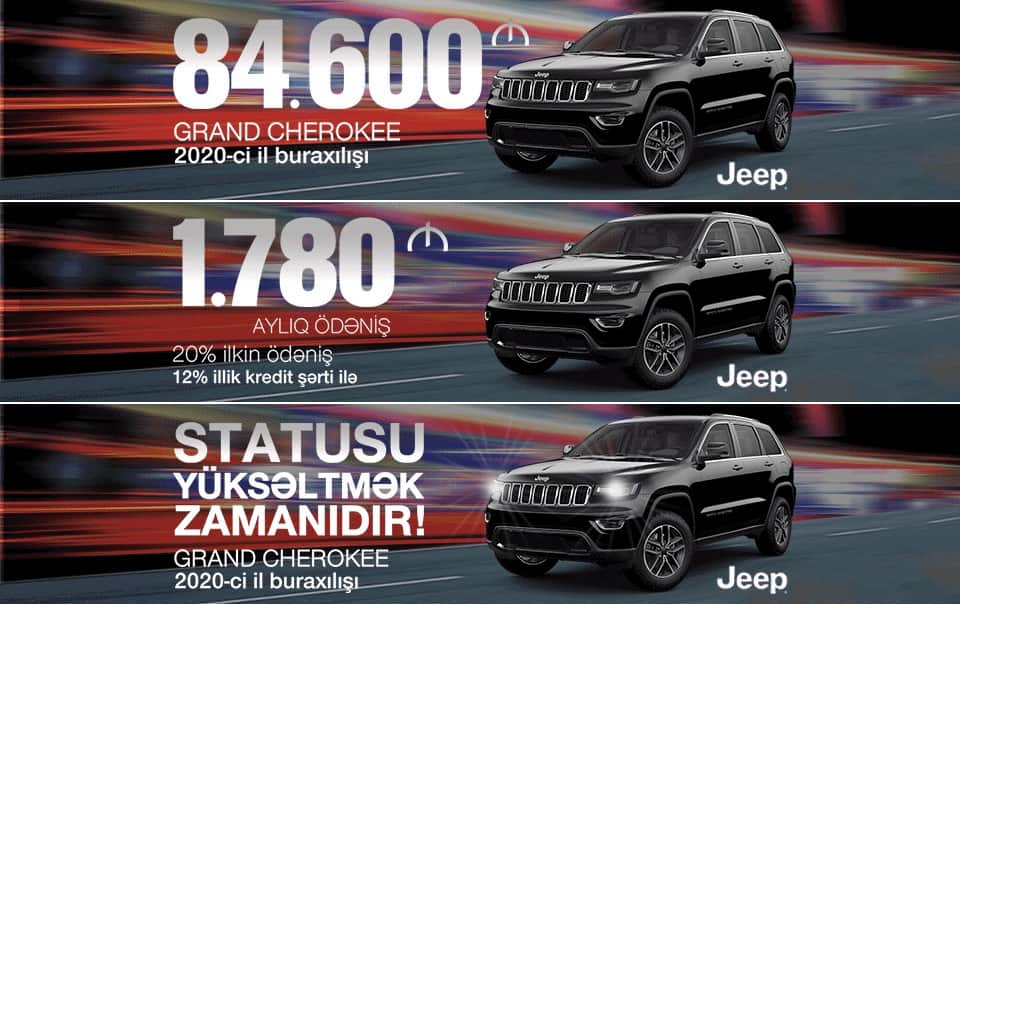 84.600 ₼
GRAND CHEROKEE
2020-ci il buraxılışı
Jeep
Jeep
1.780 ₼
AYLIQ ÖDƏNİŞ
20% ilkin ödəniş
12% illik kredit şərti ilə
Jeep
Jeep
STATUSU
YÜKSƏLTMƏK
ZAMANIDIR!
GRAND CHEROKEE
2020-ci il buraxılışı
Jeep
Jeep